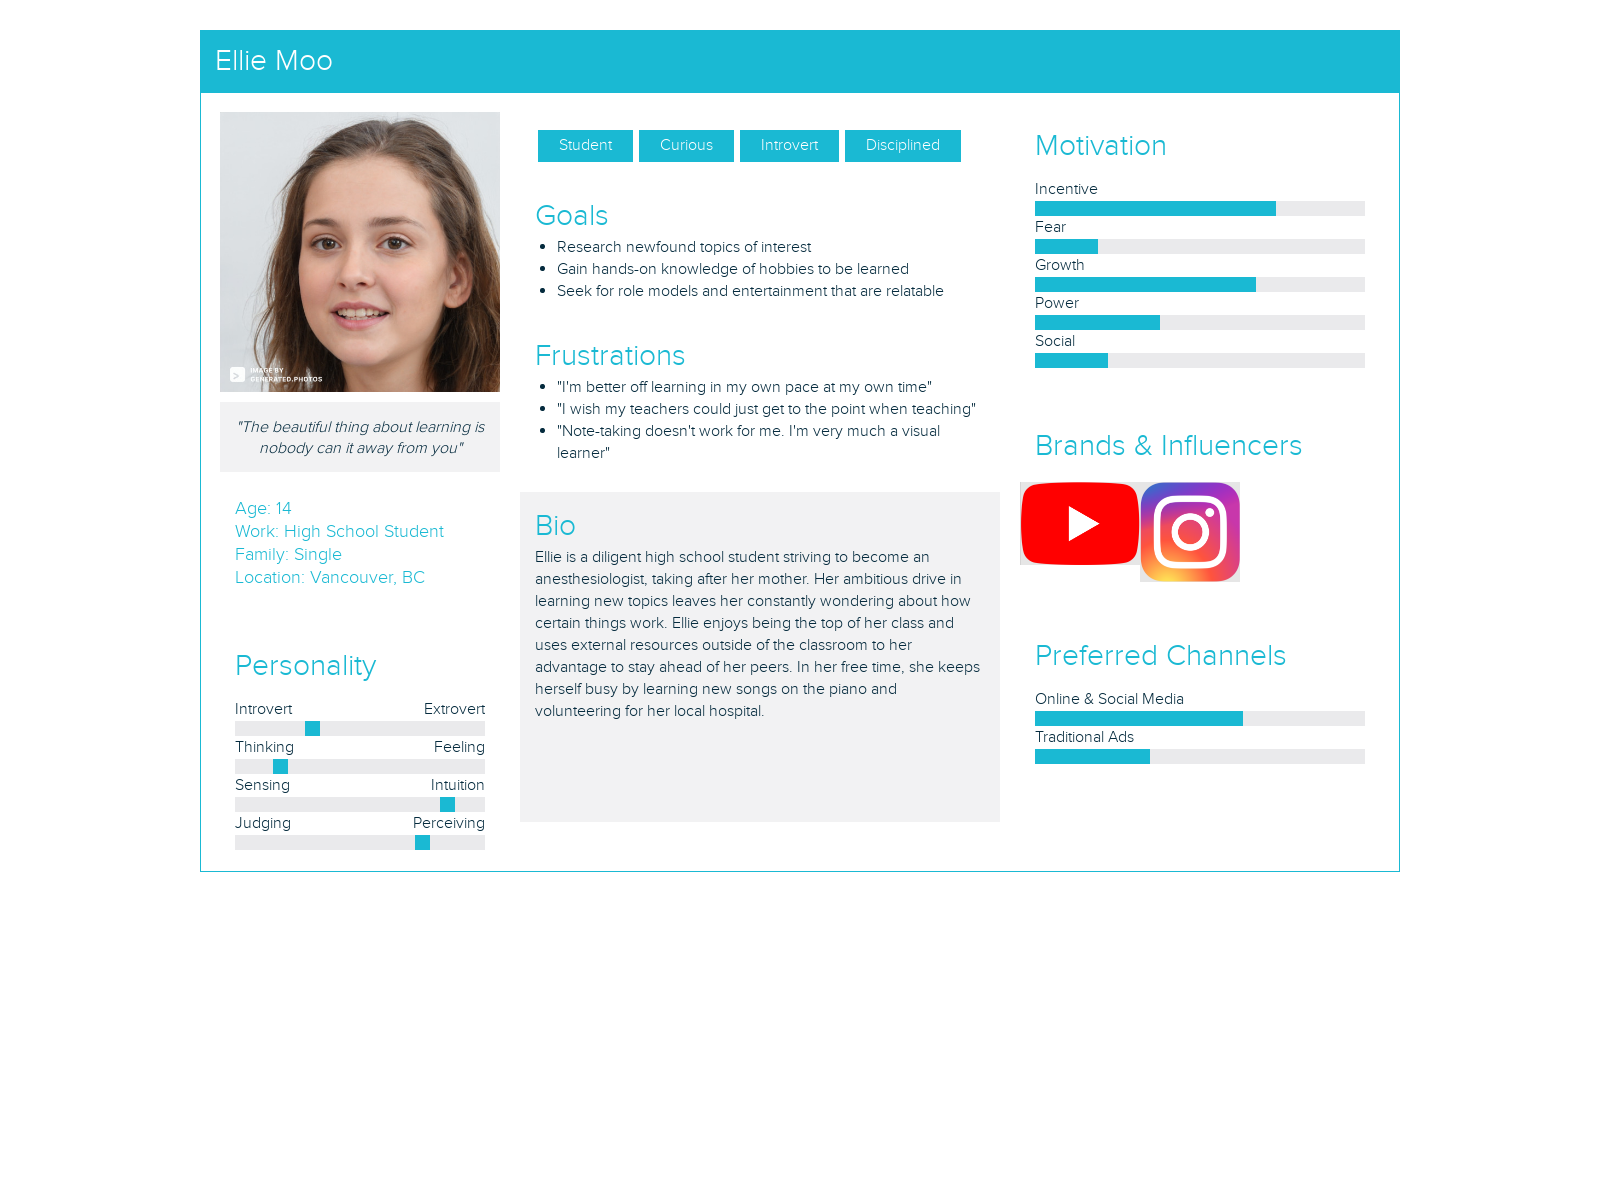 Ellie Moo
IMAGE BY
GENERATED.PHOTOS
"The beautiful thing about learning is
nobody can it away from you"
Age: 14
Work: High School Student
Family: Single
Location: Vancouver, BC
Personality
Introvert Extrovert
Thinking Feeling
Sensing Intuition
Judging Perceiving
Student Curious Introvert Disciplined
Goals
• Research newfound topics of interest
• Gain hands-on knowledge of hobbies to be learned
• Seek for role models and entertainment that are relatable
Frustrations
• "I'm better off learning in my own pace at my own time"
• "I wish my teachers could just get to the point when teaching"
• "Note-taking doesn't work for me. I'm very much a visual
learner"
Bio
Ellie is a diligent high school student striving to become an
anesthesiologist, taking after her mother. Her ambitious drive in
learning new topics leaves her constantly wondering about how
certain things work. Ellie enjoys being the top of her class and
uses external resources outside of the classroom to her
advantage to stay ahead of her peers. In her free time, she keeps
herself busy by learning new songs on the piano and
volunteering for her local hospital.
Motivation
Incentive
Fear
Growth
Power
Social
Brands & Influencers
Preferred Channels
Online & Social Media
Traditional Ads